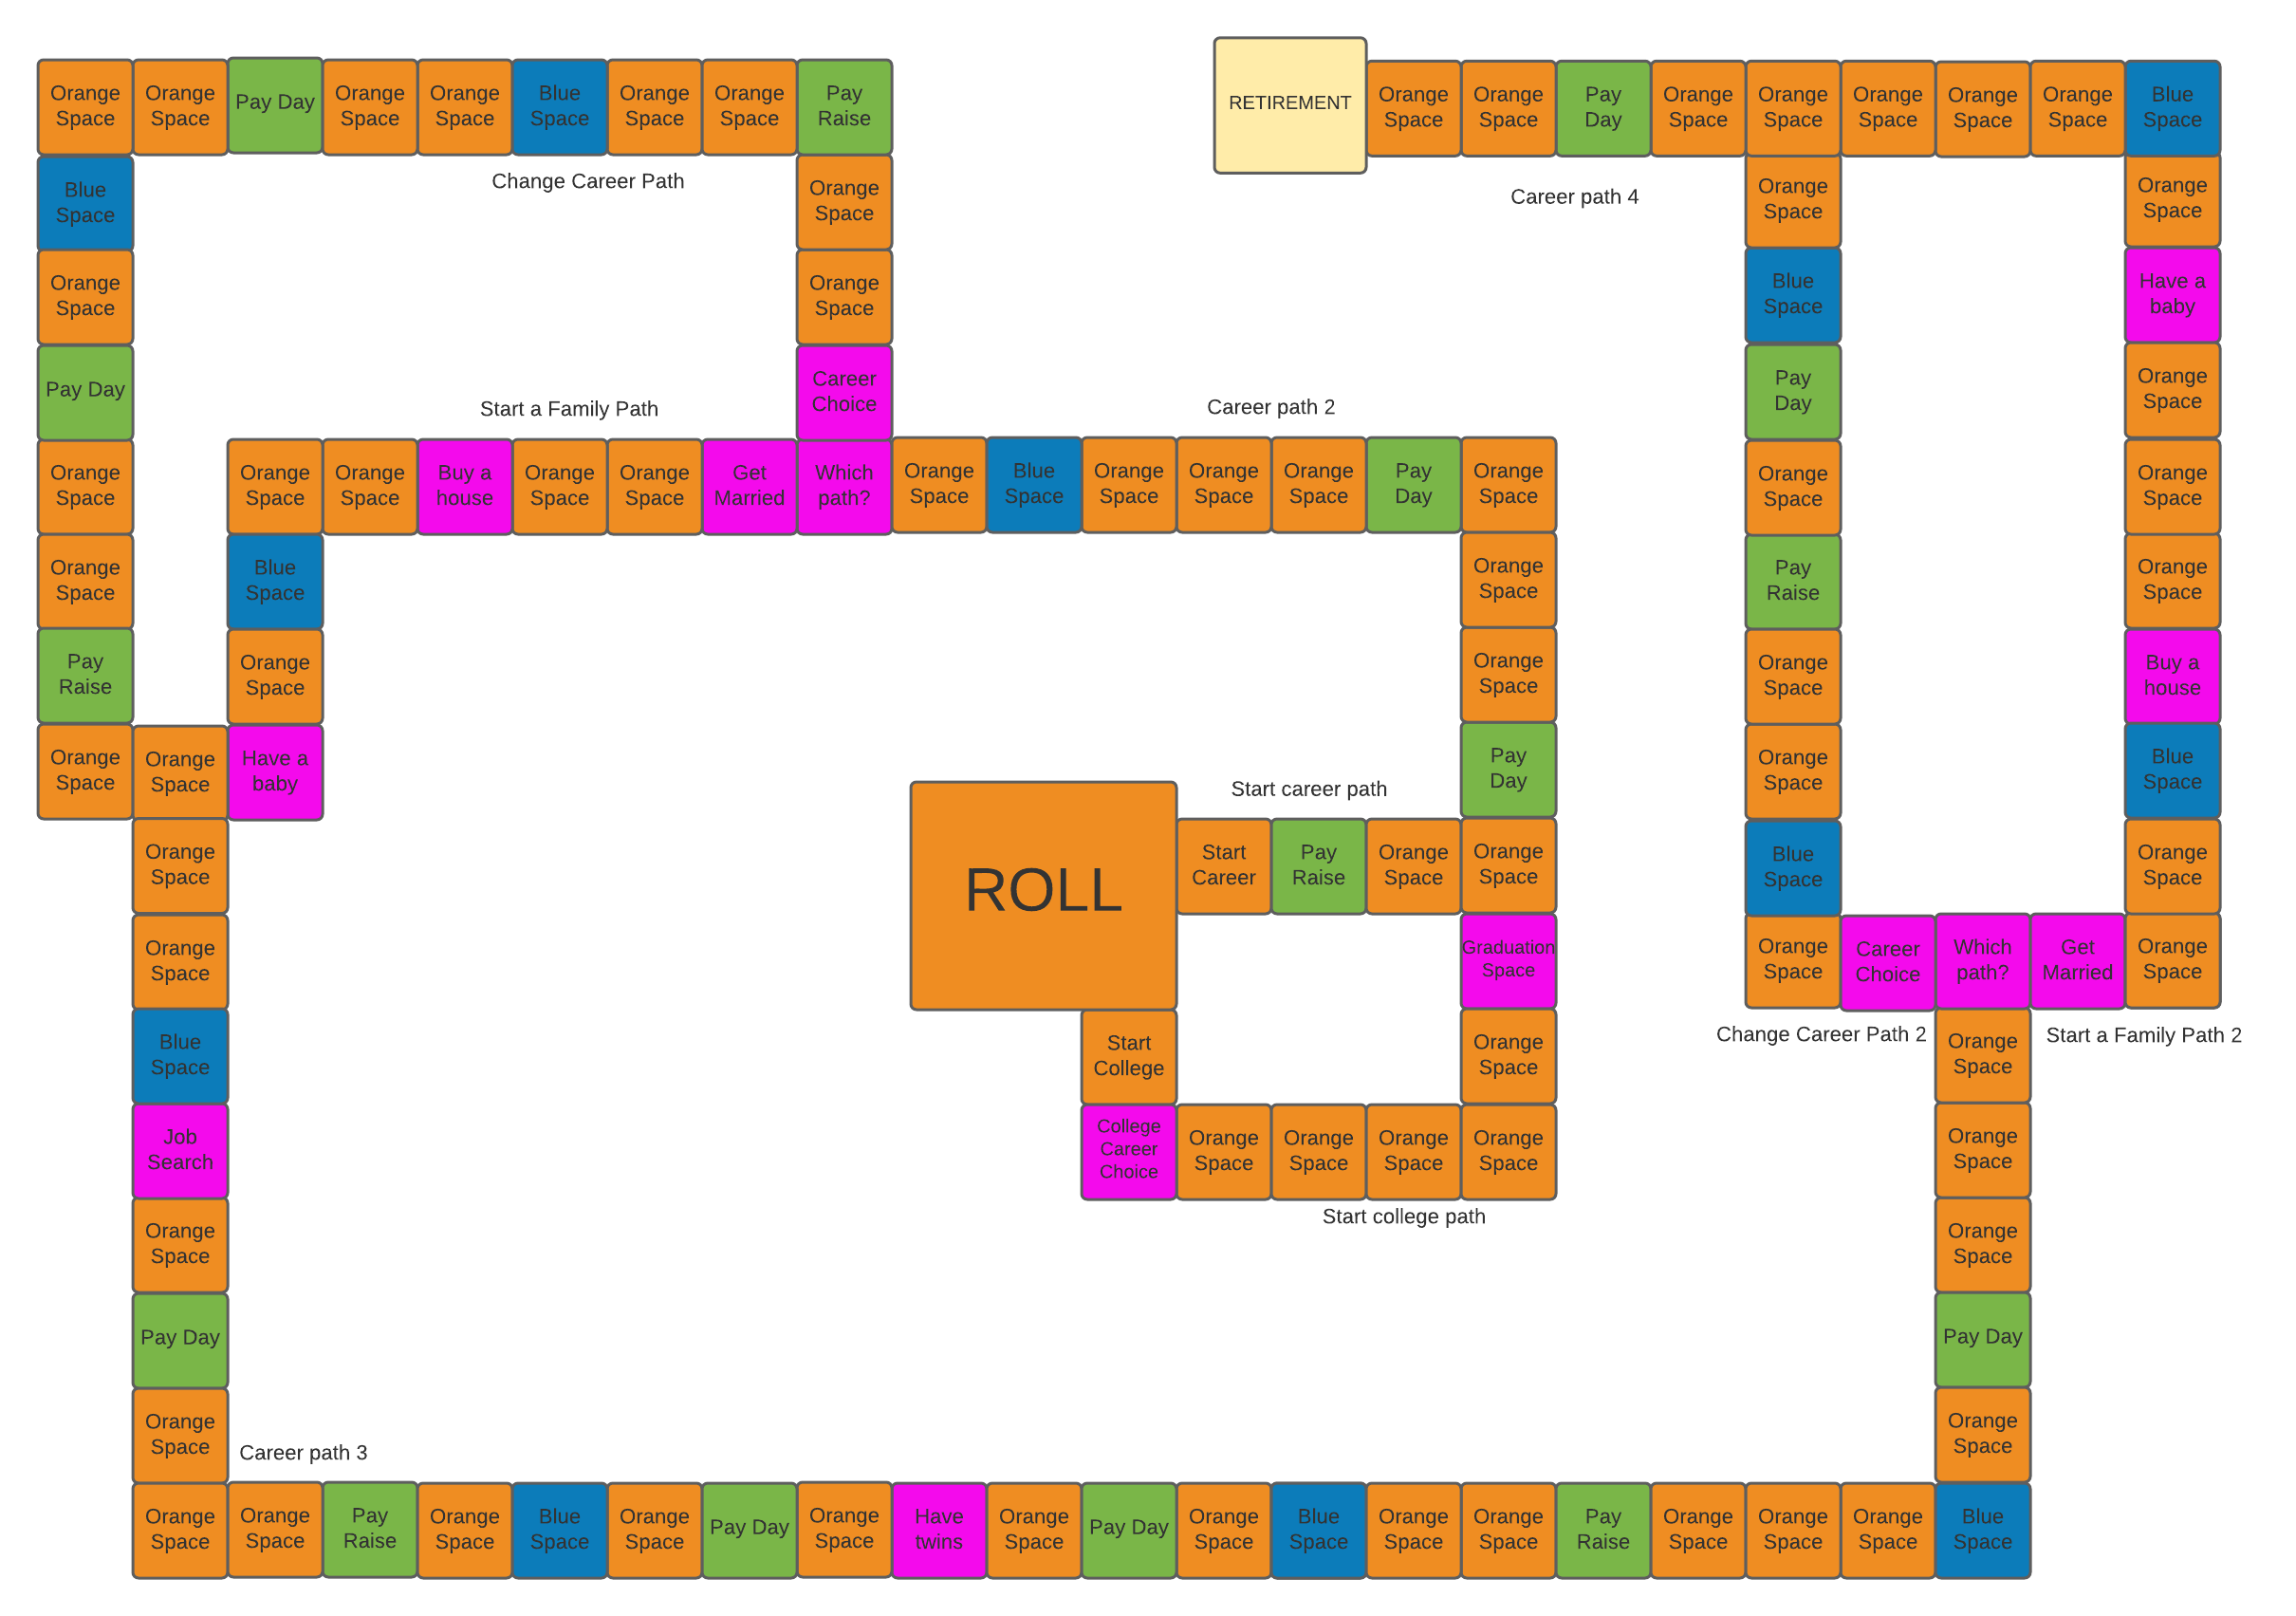 Orange
Space
Orange
Space
Pay Day
Orange
Space
Orange
Space
Blue
Space
Orange
Space
Orange
Space
Pay
Raise
RETIREMENT
Orange
Space
Orange
Space
Pay
Day
Orange
Space
Orange
Space
Orange
Space
Orange
Space
Orange
Space
Blue
Space
Blue
Space
Change Career Path
Orange
Space
Career path 4
Orange
Space
Orange
Space
Orange
Space
Orange
Space
Blue
Space
Have a
baby
Pay Day
Start a Family Path
Career
Choice
Career path 2
Pay
Day
Orange
Space
Orange
Space
Orange
Space
Orange
Space
Buy a
house
Orange
Space
Orange
Space
Get
Married
Which
path?
Orange
Space
Blue
Space
Orange
Space
Orange
Space
Orange
Space
Pay
Day
Orange
Space
Orange
Space
Orange
Space
Orange
Space
Blue
Space
Orange
Space
Pay
Raise
Orange
Space
Pay
Raise
Orange
Space
Orange
Space
Orange
Space
Buy a
house
Orange
Space
Orange
Space
Have a
baby
Start career path
Pay
Day
Orange
Space
Blue
Space
Orange
Space
ROLL
Start
Career
Pay
Raise
Orange
Space
Orange
Space
Blue
Space
Orange
Space
Orange
Space
Graduation
Space
Orange
Space
Career
Choice
Which
path?
Get
Married
Orange
Space
Blue
Space
Start
College
Orange
Space
Change Career Path 2
Orange
Space
Start a Family Path 2
Job
Search
College
Career
Choice
Orange
Space
Orange
Space
Orange
Space
Orange
Space
Orange
Space
Start college path
Orange
Space
Orange
Space
Pay Day
Pay Day
Orange
Space
Career path 3
Orange
Space
Orange
Space
Orange
Space
Pay
Raise
Orange
Space
Blue
Space
Orange
Space
Pay Day
Orange
Space
Have
twins
Orange
Space
Pay Day
Orange
Space
Blue
Space
Orange
Space
Orange
Space
Pay
Raise
Orange
Space
Orange
Space
Orange
Space
Blue
Space